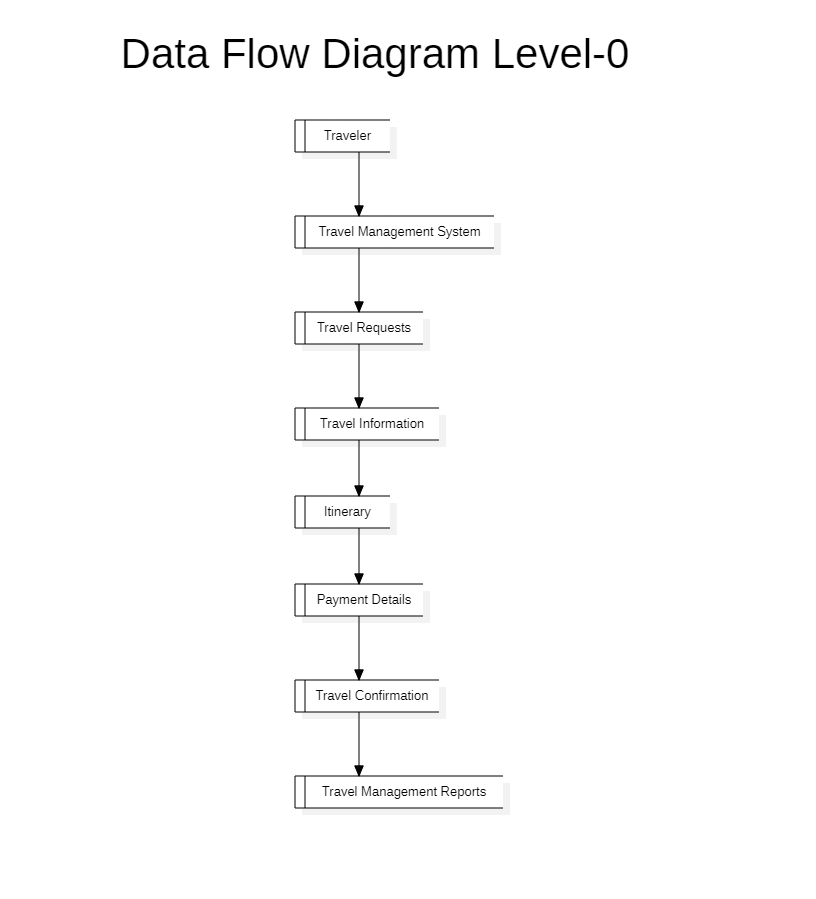 Data Flow Diagram Level-0
Traveler
Travel Management System
Travel Requests
Travel Information
Itinerary
Payment Details
Travel Confirmation
Travel Management Reports